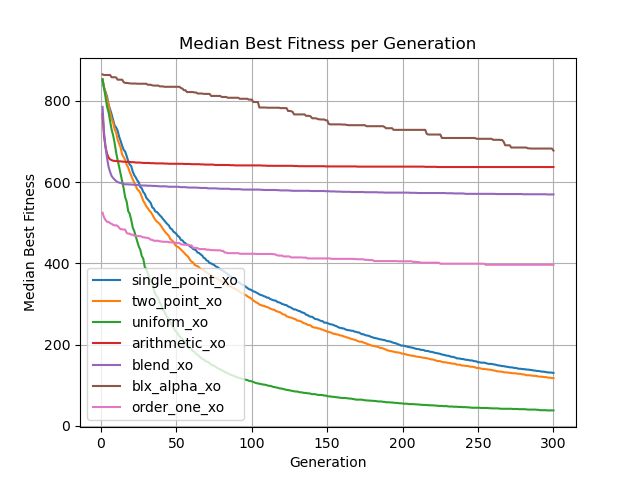 Median Best Fitness per Generation
Median Best Fitness
800
600
400
200
0
single_point_xo
two_point_xo
uniform_xo
arithmetic_xo
blend_xo
blx_alpha_xo
order_one_xo
0 50 100 150 200 250 300
Generation